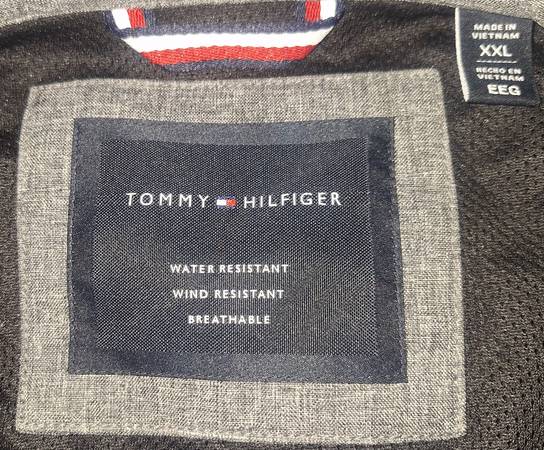 MADE IN
VIETNAM
XXL
HECHO EN
VIETNAM
EEG
TOMMY HILFIGER
WATER RESISTANT
WIND RESISTANT
BREATHABLE